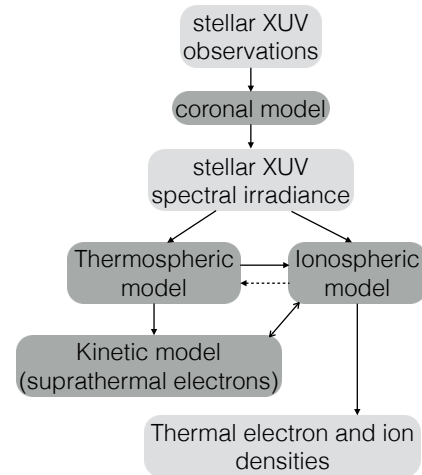 stellar XUV
observations
coronal model
stellar XUV
spectral irradiance
Thermospheric
model
Ionospheric
model
Kinetic model
(suprathermal electrons)
Thermal electron and ion
densities